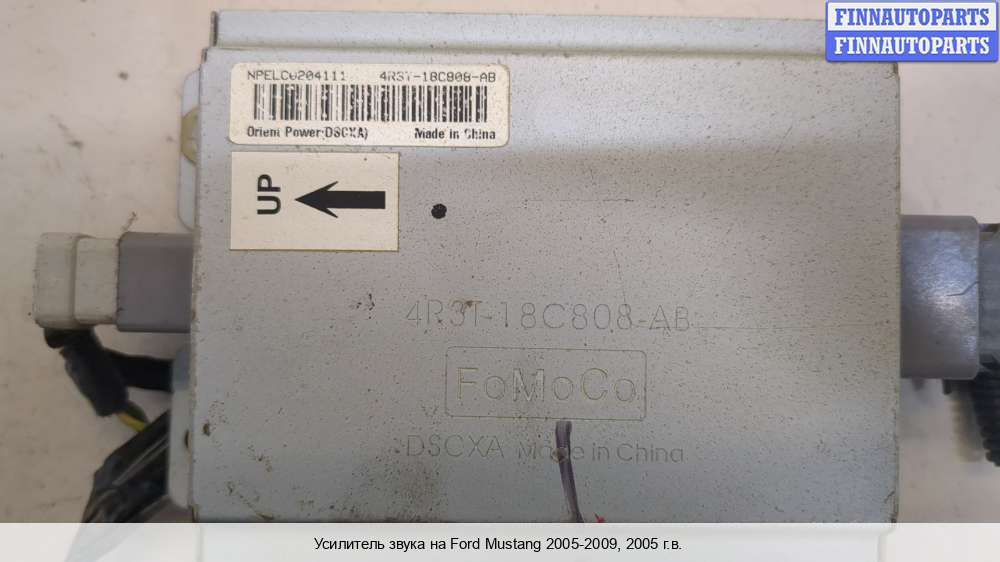 FINNAUTOPARTS
FINNAUTOPARTS
NPELC0204111 4R3T-18C808-AB
Orient Power(DSCXA) Made in China
UP
4R3T-18C808-AB
FoMoCo
DSCXA Made in China
Усилитель звука на Ford Mustang 2005-2009, 2005 г.в.